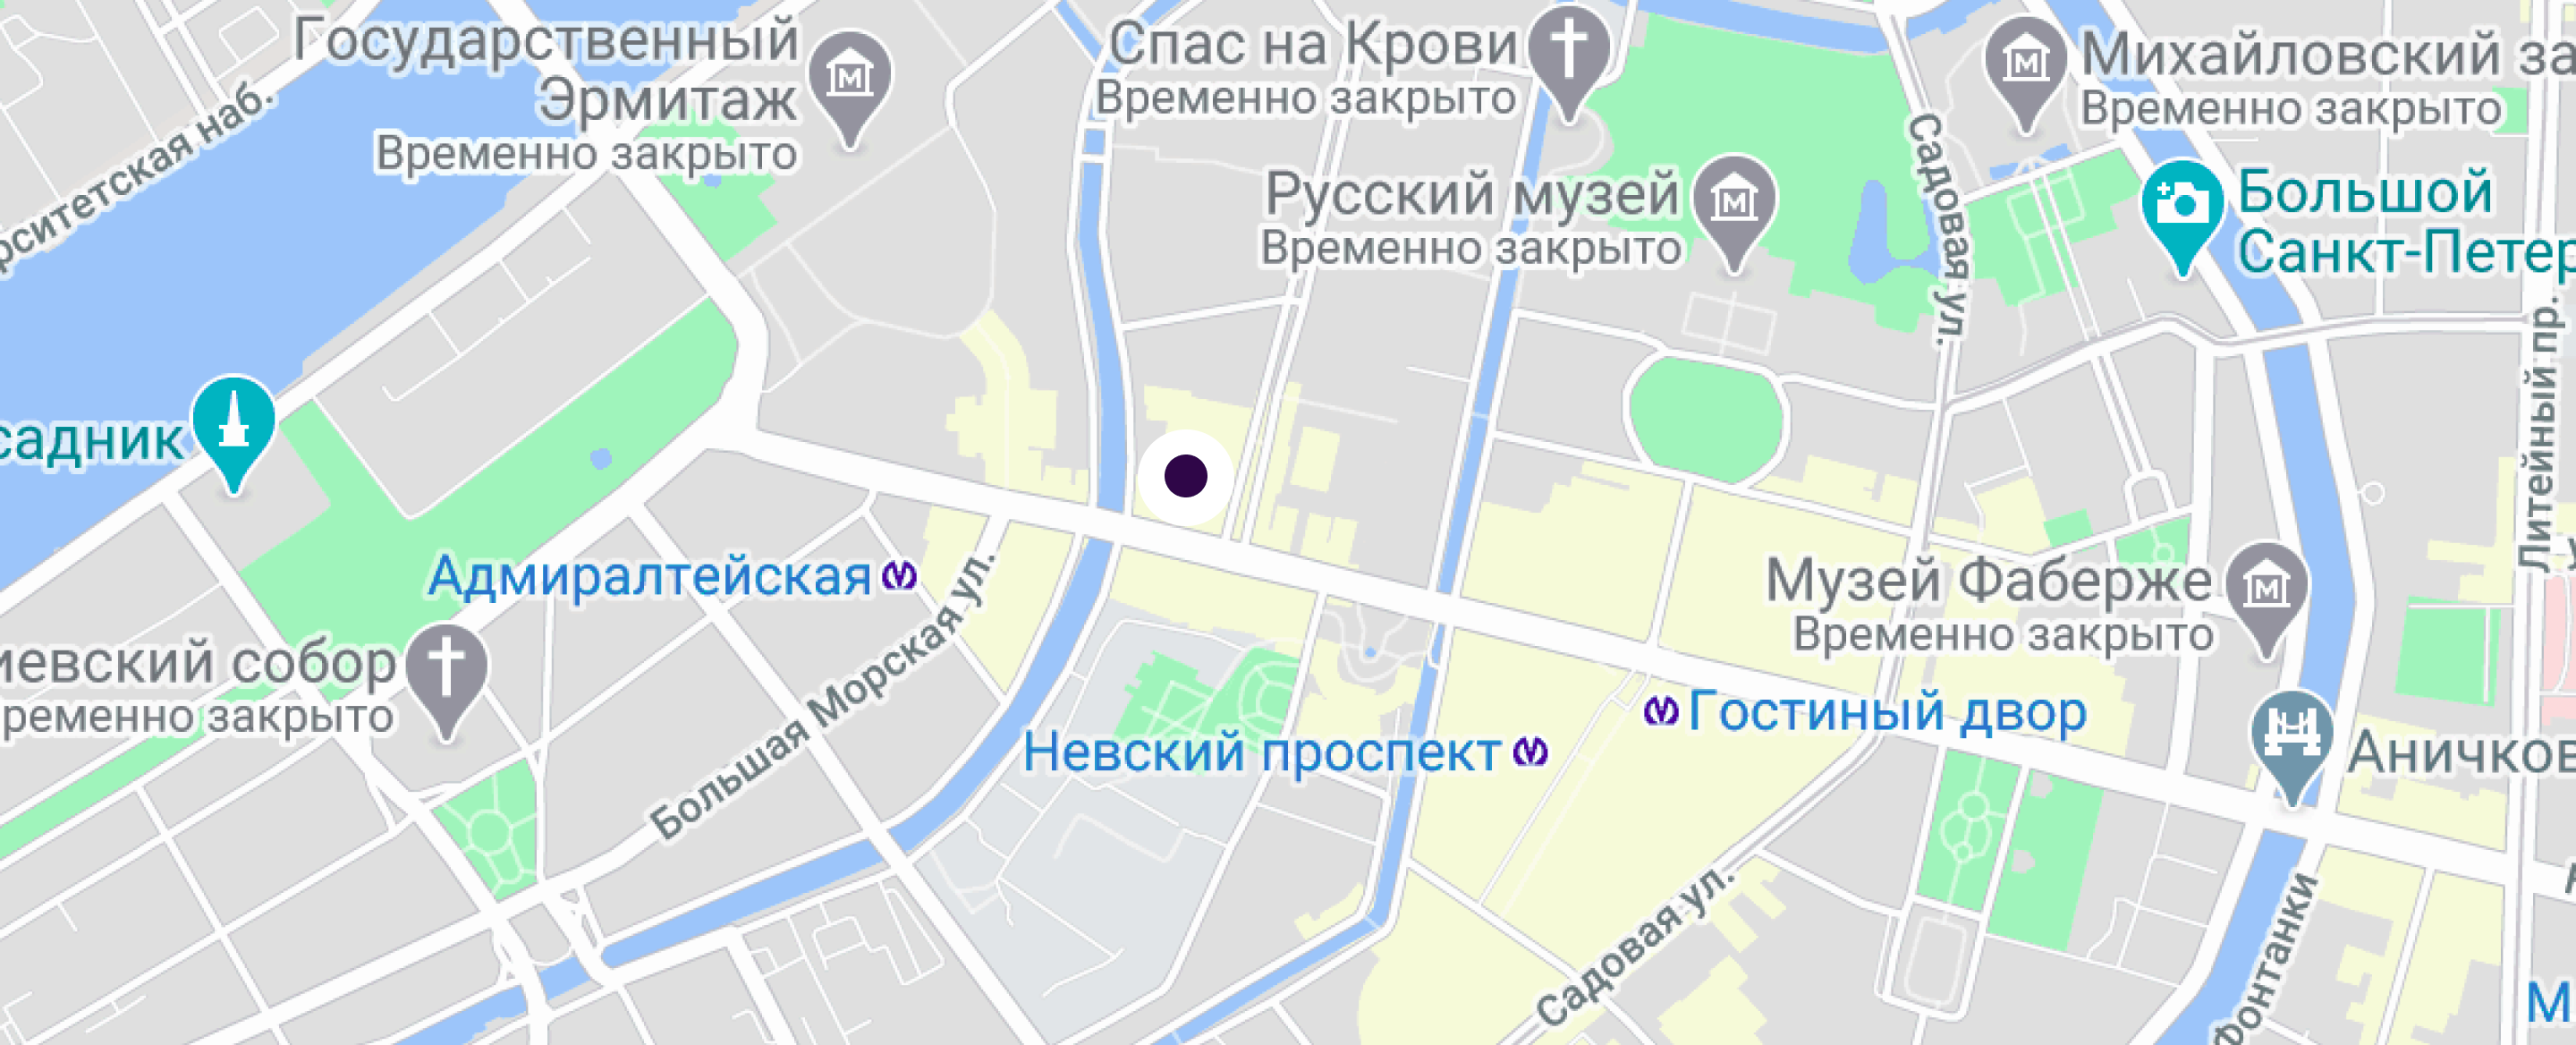 Государственный
Эрмитаж
Временно закрыто
Спас на Крови
Временно закрыто
Михайловский за
Временно закрыто
рситетская наб.
Русский музей
Временно закрыто
Садовая ул.
Большой
Санкт-Петер
Литейный пр.
садник
Адмиралтейская
Большая Морская ул.
иевский собор
ременно закрыто
Музей Фаберже
Временно закрыто
Гостиный двор
Невский проспект
Аничков
Садовая ул.
Фонтанки
М